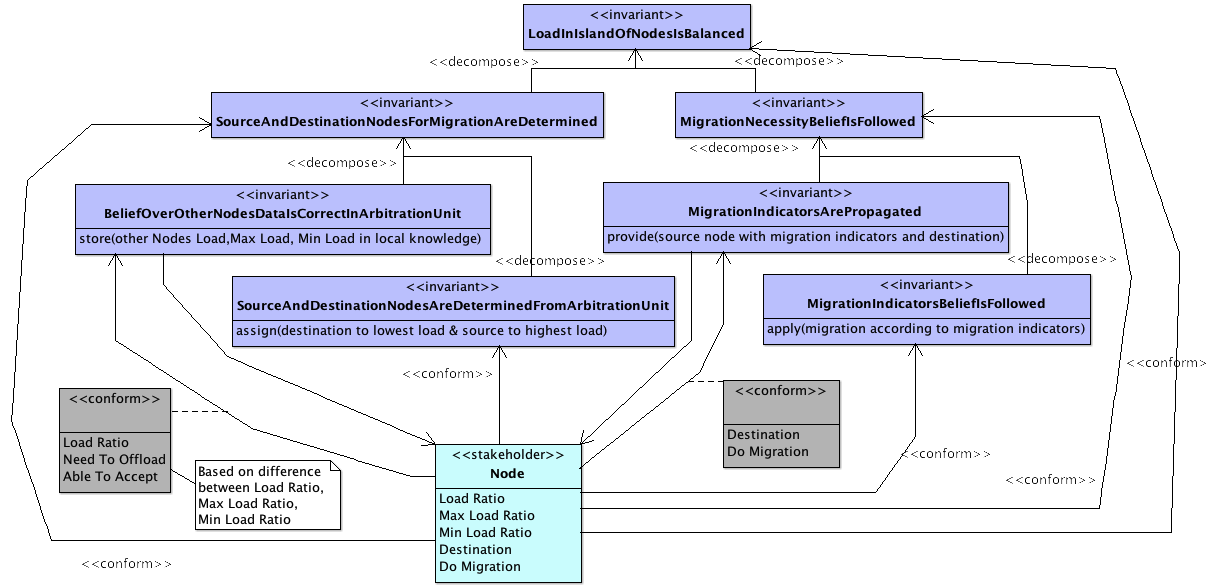 <<invariant>>
LoadInIslandOfNodesIsBalanced
<<decompose>>
<<decompose>>
<<invariant>>
SourceAndDestinationNodesForMigrationAreDetermined
<<invariant>>
MigrationNecessityBeliefIsFollowed
<<decompose>>
<<decompose>>
<<invariant>>
BeliefOverOtherNodesDataIsCorrectInArbitrationUnit
store(other Nodes Load,Max Load, Min Load in local knowledge)
<<invariant>>
MigrationIndicatorsArePropagated
provide(source node with migration indicators and destination)
<<decompose>>
<<decompose>>
<<invariant>>
SourceAndDestinationNodesAreDeterminedFromArbitrationUnit
assign(destination to lowest load & source to highest load)
<<invariant>>
MigrationIndicatorsBeliefIsFollowed
apply(migration according to migration indicators)
<<conform>>
<<conform>>
<<conform>>
Load Ratio
Need To Offload
Able To Accept
<<conform>>
Destination
Do Migration
Based on difference
between Load Ratio,
Max Load Ratio,
Min Load Ratio
<<stakeholder>>
Node
Load Ratio
Max Load Ratio
Min Load Ratio
Destination
Do Migration
<<conform>>
<<conform>>
<<conform>>